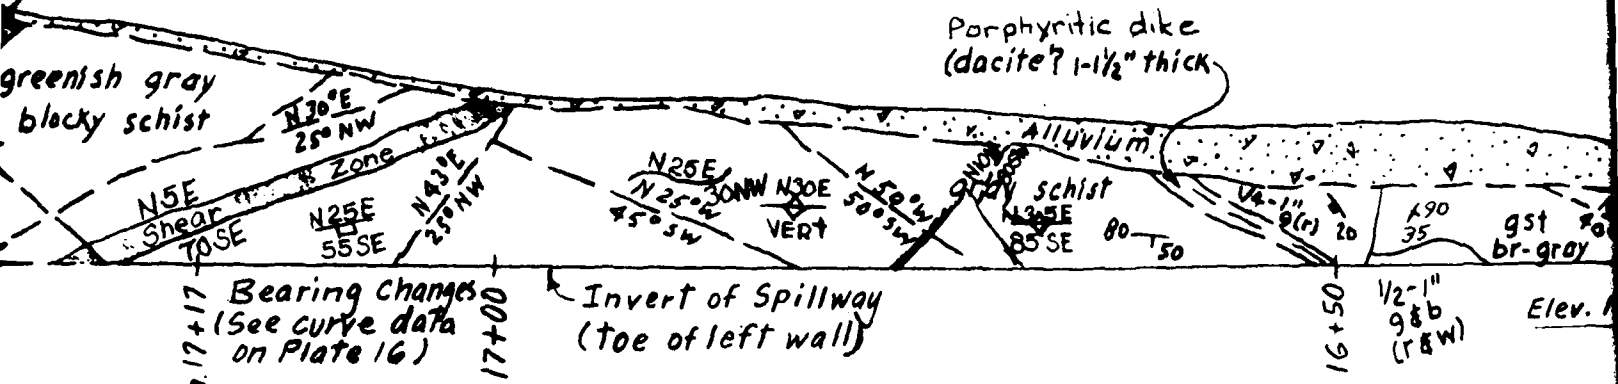 Porphyritic dike
(dacite? 1-1½" thick
greenish gray
blocky schist
N30°E
25° NW
Alluvium
N5E
Shear Zone
70SE
N25E
55SE
N43°E
25° NW
N25E
30NW
N25°W
45° SW
N30E
VERT
N50°W
50° SW
gray schist
N35E
85SE
80
50
¼-1"
g(r)
20
90
35
gst
br-gray
17+17
Bearing Changes
(See curve data
on Plate 16)
17+00
Invert of Spillway
(toe of left wall)
16+50
1/2-1"
g&b
(r&w)
Elev.